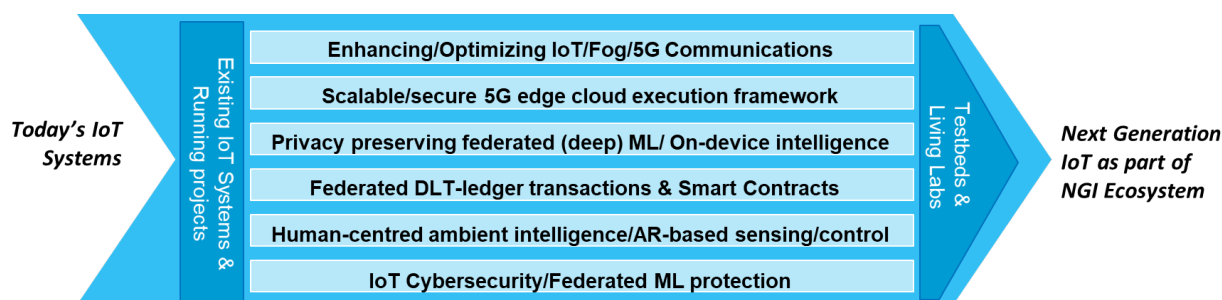 Today's IoT
Systems
Existing IoT Systems &
Running projects
Enhancing/Optimizing IoT/Fog/5G Communications
Scalable/secure 5G edge cloud execution framework
Privacy preserving federated (deep) ML/ On-device intelligence
Federated DLT-ledger transactions & Smart Contracts
Human-centred ambient intelligence/AR-based sensing/control
IoT Cybersecurity/Federated ML protection
Testbeds &
Living Labs
Next Generation
IoT as part of
NGI Ecosystem